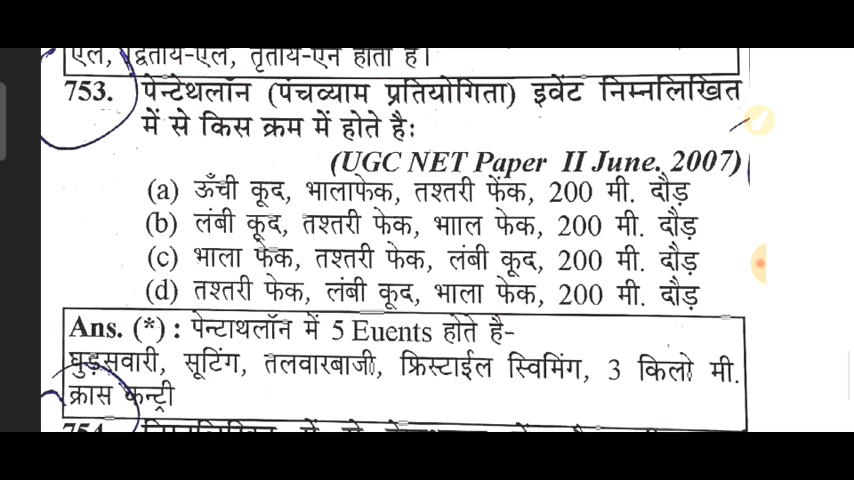 एल, द्वितीय-एल, तृतीय-एन होता है।
753. पेन्टेथलॉन (पंचव्याम प्रतियोगिता) इवेंट निम्नलिखित
में से किस क्रम में होते है:
(UGC NET Paper II June. 2007)
(a) ऊँची कूद, भालाफेक, तश्तरी फेंक, 200 मी. दौड़
(b) लंबी कूद, तश्तरी फेक, भााल फेक, 200 मी. दौड़
(c) भाला फेक, तश्तरी फेक, लंबी कूद, 200 मी. दौड़
(d) तश्तरी फेक, लंबी कूद, भाला फेक, 200 मी. दौड़
Ans. (*) : पेन्टाथलॉन में 5 Euents होते है-
घुड़सवारी, सूटिंग, तलवारबाजी, फ्रिस्टाईल स्विमिंग, 3 किलो मी.
क्रास कन्ट्री
754.